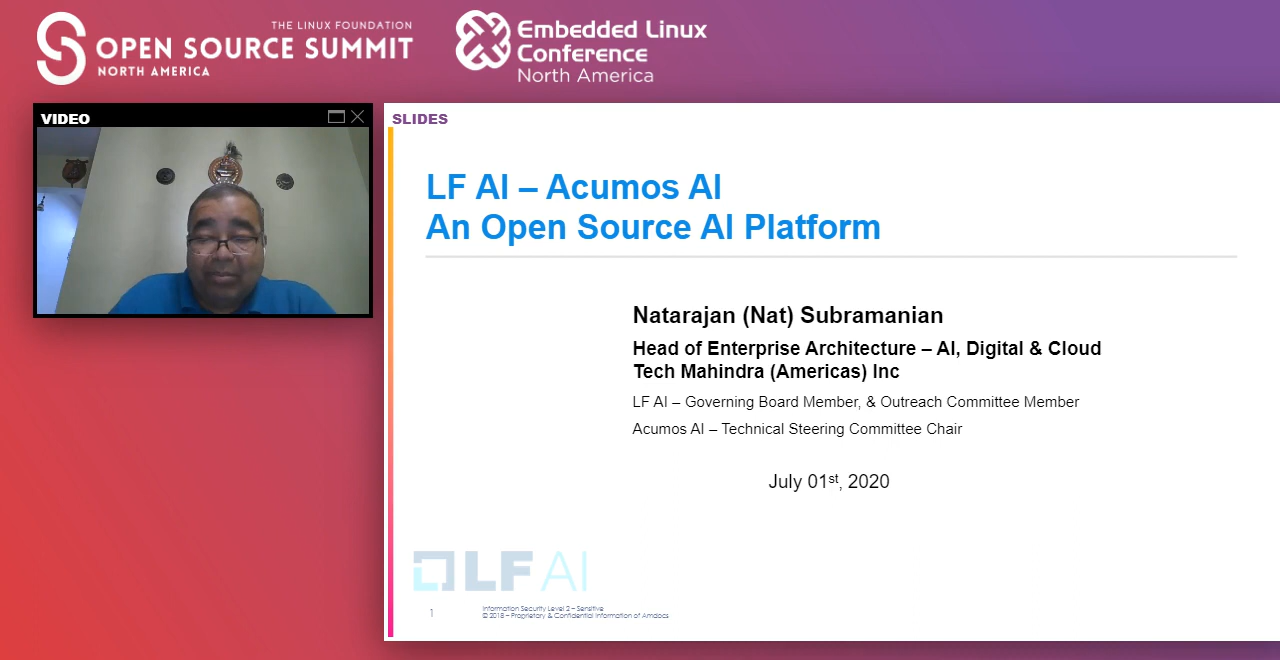 THE LINUX FOUNDATION
OPEN SOURCE SUMMIT
NORTH AMERICA
Embedded Linux
Conference
North America
VIDEO
SLIDES
LF AI – Acumos AI
An Open Source AI Platform
Natarajan (Nat) Subramanian
Head of Enterprise Architecture – AI, Digital & Cloud
Tech Mahindra (Americas) Inc
LF AI – Governing Board Member, & Outreach Committee Member
Acumos AI – Technical Steering Committee Chair
July 01st, 2020
LF AI
1
Information Security Level 2 – Sensitive
© 2018 – Proprietary & Confidential Information of Amdocs